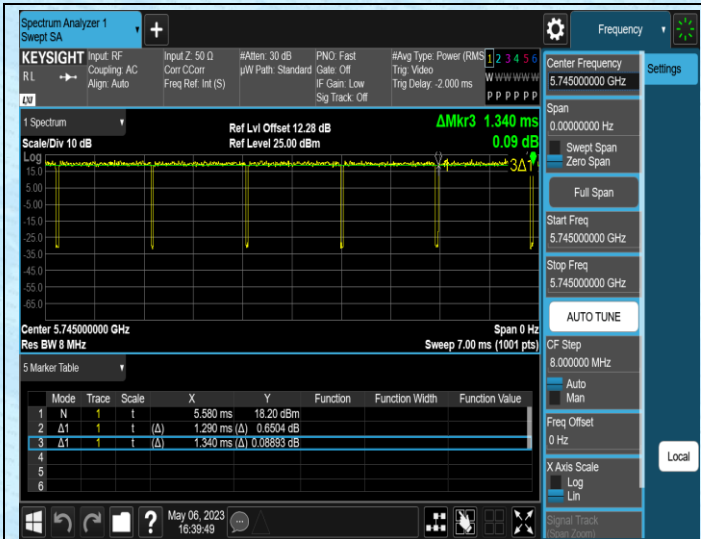 Spectrum Analyzer 1
Swept SA
+
Frequency
KEYSIGHT
RL
LXI
Input: RF
Coupling: AC
Align: Auto
Input Z: 50 Ω
Corr CCorr
Freq Ref: Int (S)
#Atten: 30 dB
µW Path: Standard
PNO: Fast
Gate: Off
IF Gain: Low
Sig Track: Off
#Avg Type: Power (RMS
Trig: Video
Trig Delay: -2.000 ms
1 2 3 4 5 6
W W W W W W
P P P P P P
1 Spectrum
Scale/Div 10 dB
Ref Lvl Offset 12.28 dB
Ref Level 25.00 dBm
ΔMkr3 1.340 ms
0.09 dB
Log
15.0
5.00
-5.00
-15.0
-25.0
-35.0
-45.0
-55.0
-65.0
1
3Δ1
Center 5.745000000 GHz
Res BW 8 MHz
Span 0 Hz
Sweep 7.00 ms (1001 pts)
5 Marker Table
Mode Trace Scale X Y Function Function Width Function Value
1 N 1 t 5.580 ms 18.20 dBm
2 Δ1 1 t (Δ) 1.290 ms (Δ) 0.6504 dB
3 Δ1 1 t (Δ) 1.340 ms (Δ) 0.08893 dB
4
5
6
?
May 06, 2023
16:39:49
Center Frequency
5.745000000 GHz
Span
0.00000000 Hz
Swept Span
Zero Span
Full Span
Start Freq
5.745000000 GHz
Stop Freq
5.745000000 GHz
AUTO TUNE
CF Step
8.000000 MHz
Auto
Man
Freq Offset
0 Hz
X Axis Scale
Log
Lin
Signal Track
(Span Zoom)
Settings
Local